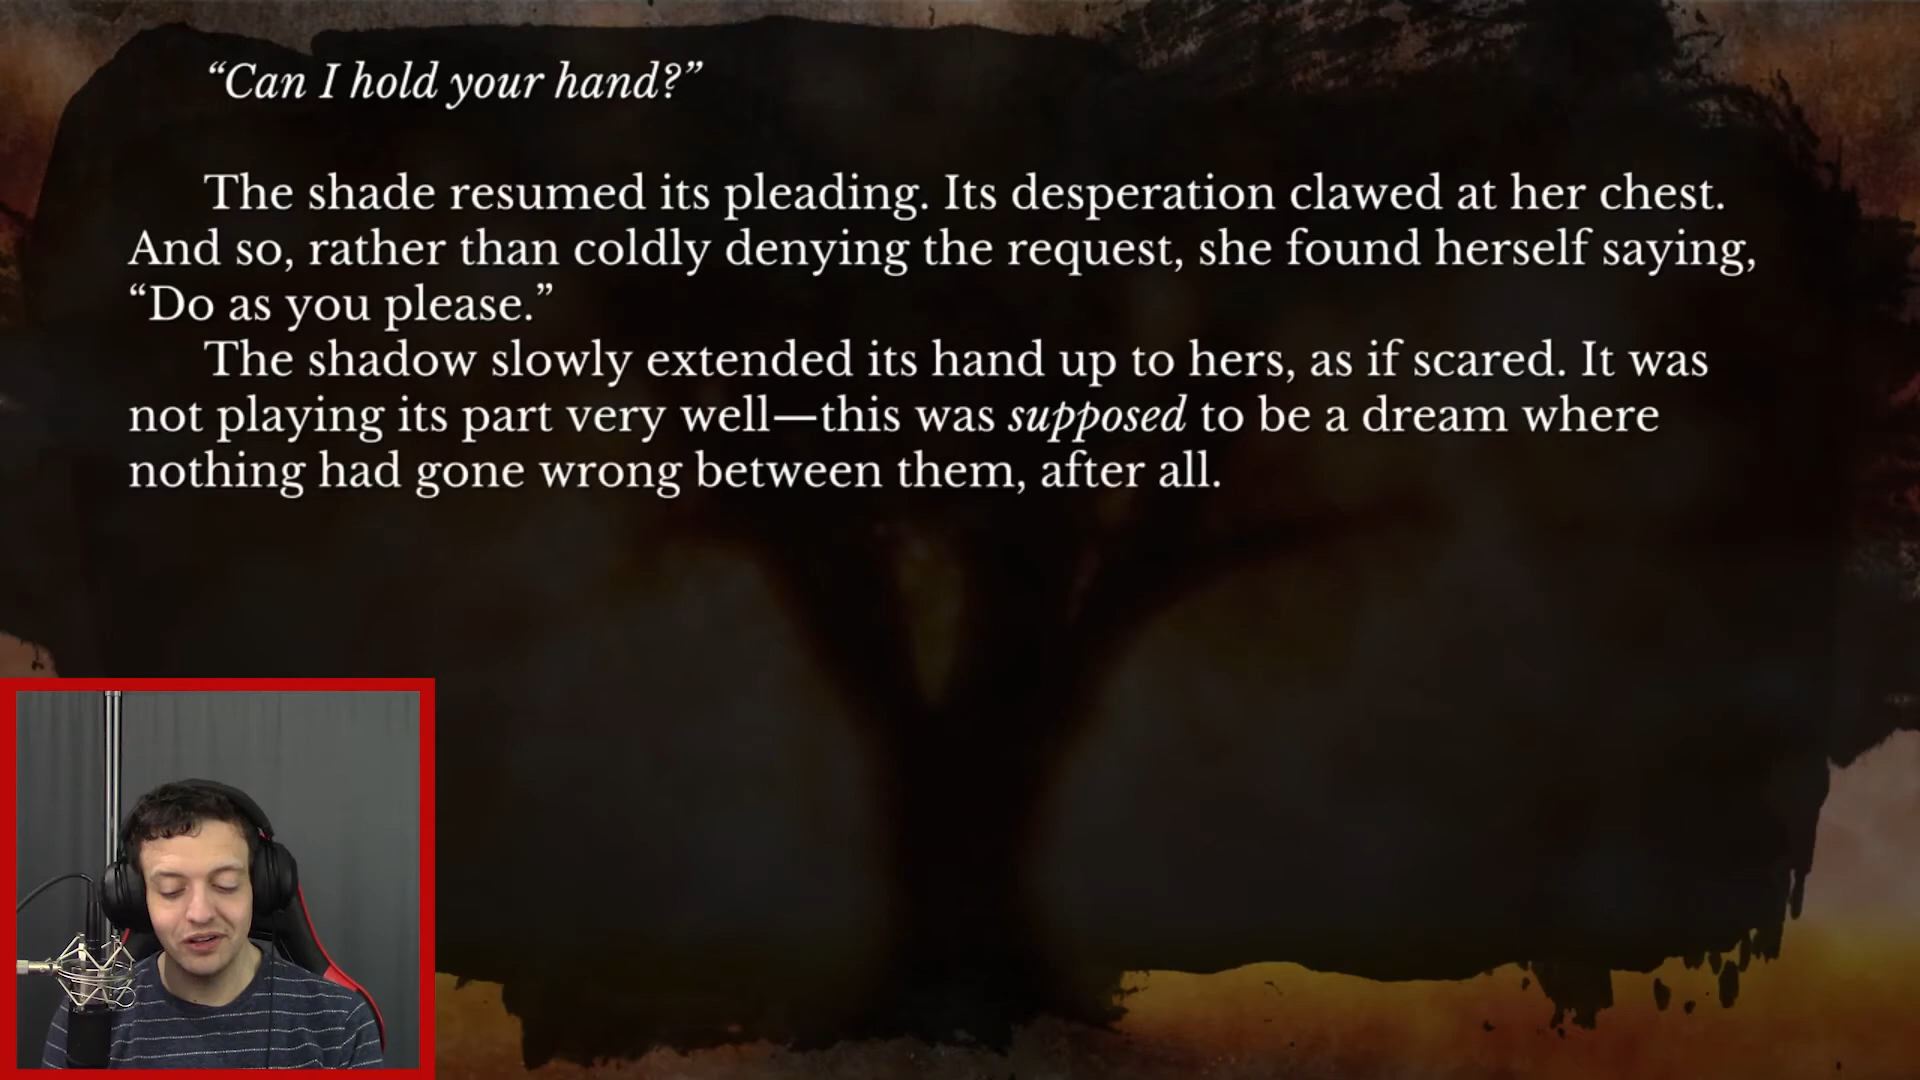 “Can I hold your hand?”
The shade resumed its pleading. Its desperation clawed at her chest.
And so, rather than coldly denying the request, she found herself saying,
“Do as you please.”
The shadow slowly extended its hand up to hers, as if scared. It was
not playing its part very well—this was supposed to be a dream where
nothing had gone wrong between them, after all.